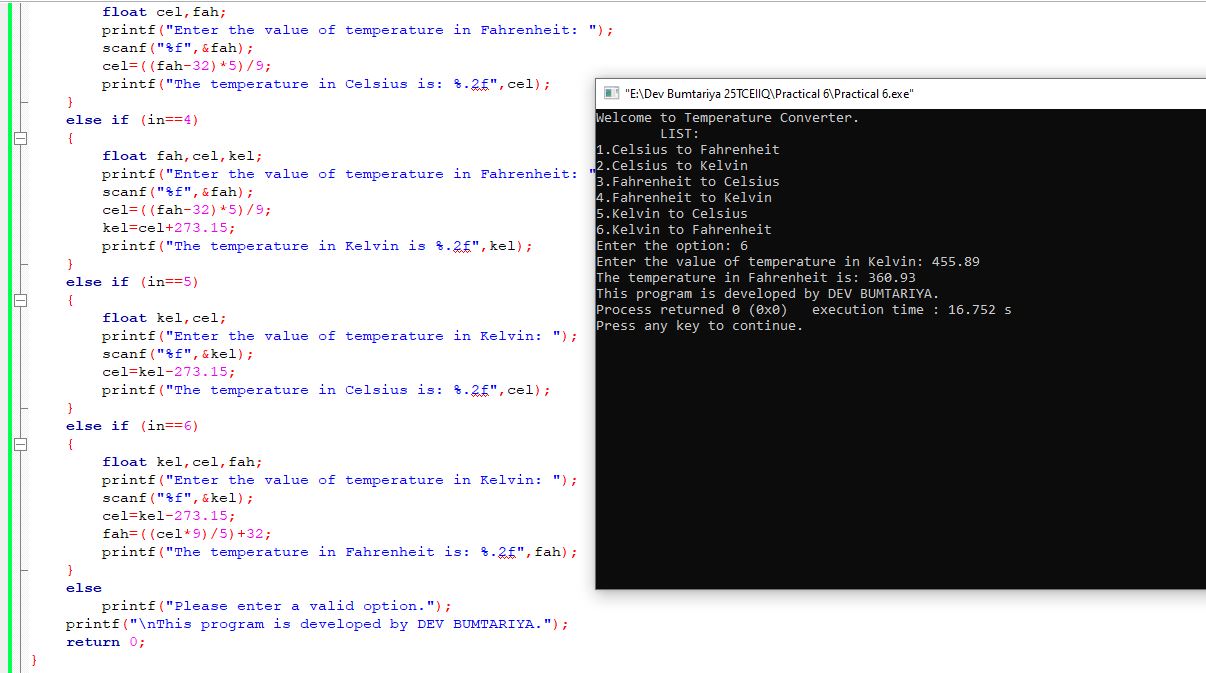 float cel,fah;
printf("Enter the value of temperature in Fahrenheit: ");
scanf("%f",&fah);
cel=((fah-32)*5)/9;
printf("The temperature in Celsius is: %.2f",cel);
}
else if (in==4)
{
float fah,cel,kel;
printf("Enter the value of temperature in Fahrenheit: "
scanf("%f",&fah);
cel=((fah-32)*5)/9;
kel=cel+273.15;
printf("The temperature in Kelvin is %.2f",kel);
}
else if (in==5)
{
float kel,cel;
printf("Enter the value of temperature in Kelvin: ");
scanf("%f",&kel);
cel=kel-273.15;
printf("The temperature in Celsius is: %.2f",cel);
}
else if (in==6)
{
float kel,cel,fah;
printf("Enter the value of temperature in Kelvin: ");
scanf("%f",&kel);
cel=kel-273.15;
fah=((cel*9)/5)+32;
printf("The temperature in Fahrenheit is: %.2f",fah);
}
else
printf("Please enter a valid option.");
printf("\nThis program is developed by DEV BUMTARIYA.");
return 0;
}
"E:\Dev Bumtariya 25TCEIIQ\Practical 6\Practical 6.exe"
Welcome to Temperature Converter.
LIST:
1.Celsius to Fahrenheit
2.Celsius to Kelvin
3.Fahrenheit to Celsius
4.Fahrenheit to Kelvin
5.Kelvin to Celsius
6.Kelvin to Fahrenheit
Enter the option: 6
Enter the value of temperature in Kelvin: 455.89
The temperature in Fahrenheit is: 360.93
This program is developed by DEV BUMTARIYA.
Process returned 0 (0x0)   execution time : 16.752 s
Press any key to continue.